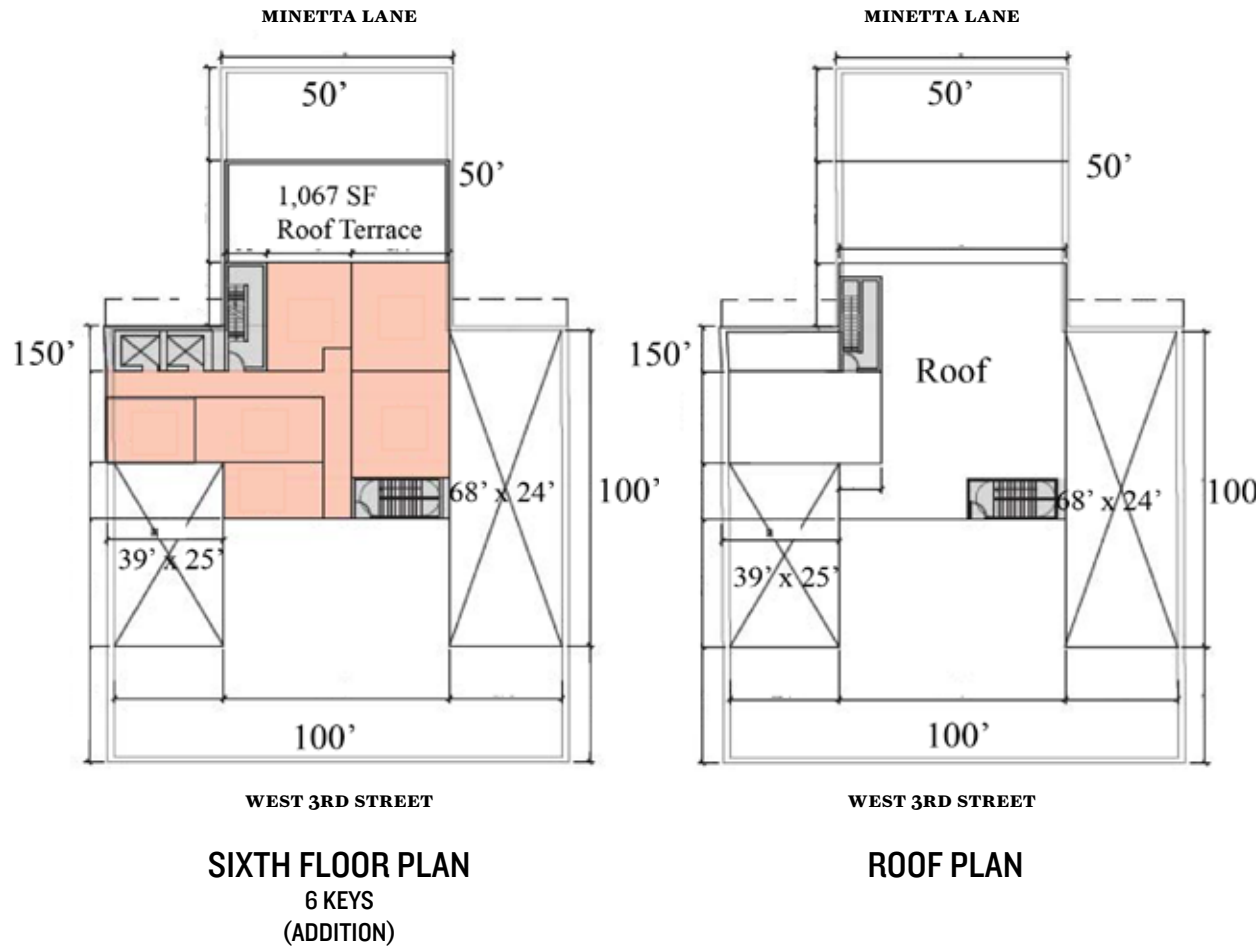 MINETTA LANE
50’
50’
1,067 SF
Roof Terrace
150’
68’ x 24’
100’
39’ x 25’
100’
WEST 3RD STREET
SIXTH FLOOR PLAN
6 KEYS
(ADDITION)
MINETTA LANE
50’
50’
150’
Roof
68’ x 24’
100
39’ x 25’
100’
WEST 3RD STREET
ROOF PLAN